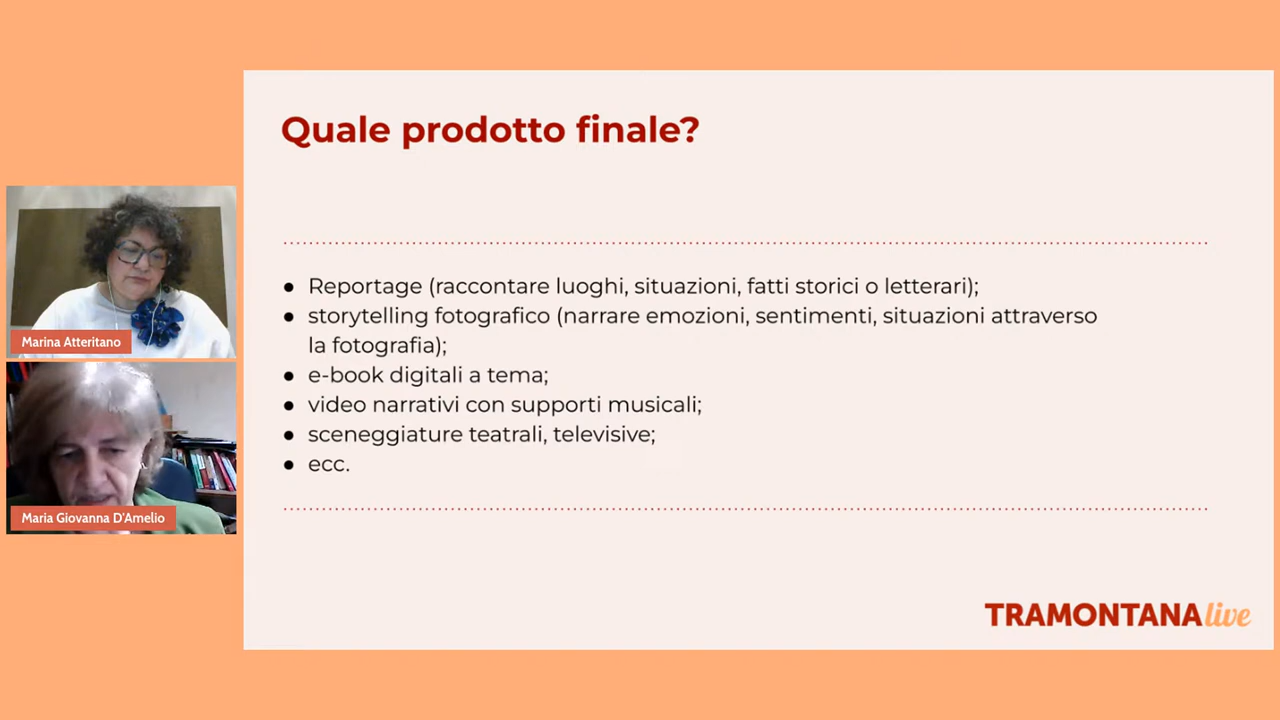 Quale prodotto finale?
● Reportage (raccontare luoghi, situazioni, fatti storici o letterari);
● storytelling fotografico (narrare emozioni, sentimenti, situazioni attraverso
la fotografia);
● e-book digitali a tema;
● video narrativi con supporti musicali;
● sceneggiature teatrali, televisive;
● ecc.
Marina Atteritano
Maria Giovanna D'Amelio
TRAMONTANA live